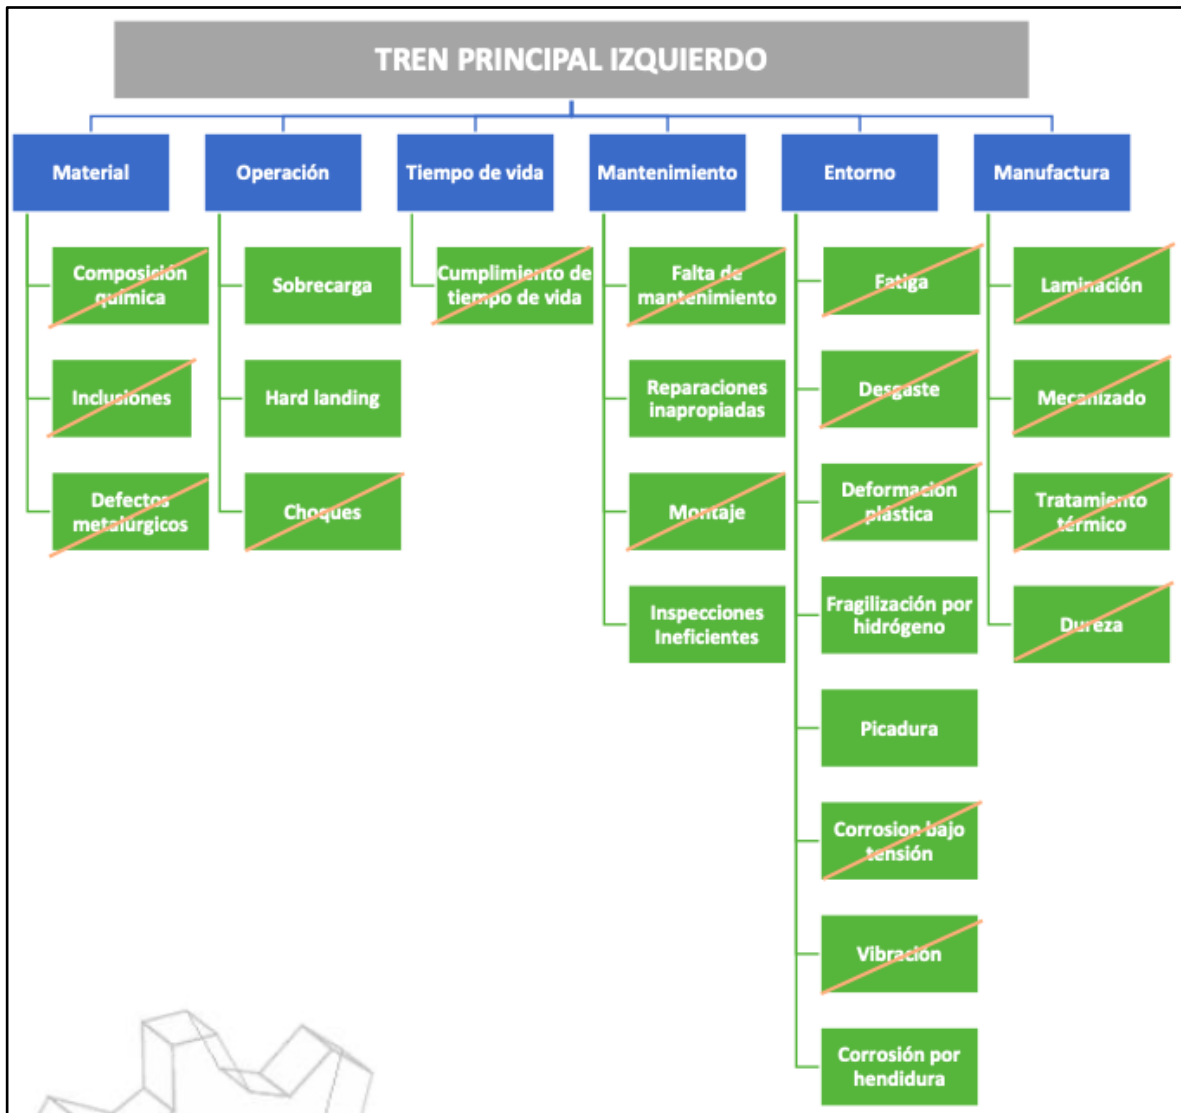 TREN PRINCIPAL IZQUIERDO
Material
Operación
Tiempo de vida
Mantenimiento
Entorno
Manufactura
Composición
química
Inclusiones
Defectos
metalúrgicos
Sobrecarga
Hard landing
Choques
Cumplimiento de
tiempo de vida
Falta de
mantenimiento
Reparaciones
inapropiadas
Montaje
Inspecciones
Ineficientes
Fatiga
Desgaste
Deformación
plástica
Fragilización por
hidrógeno
Picadura
Corrosion bajo
tensión
Vibración
Corrosión por
hendidura
Laminación
Mecanizado
Tratamiento
térmico
Dureza